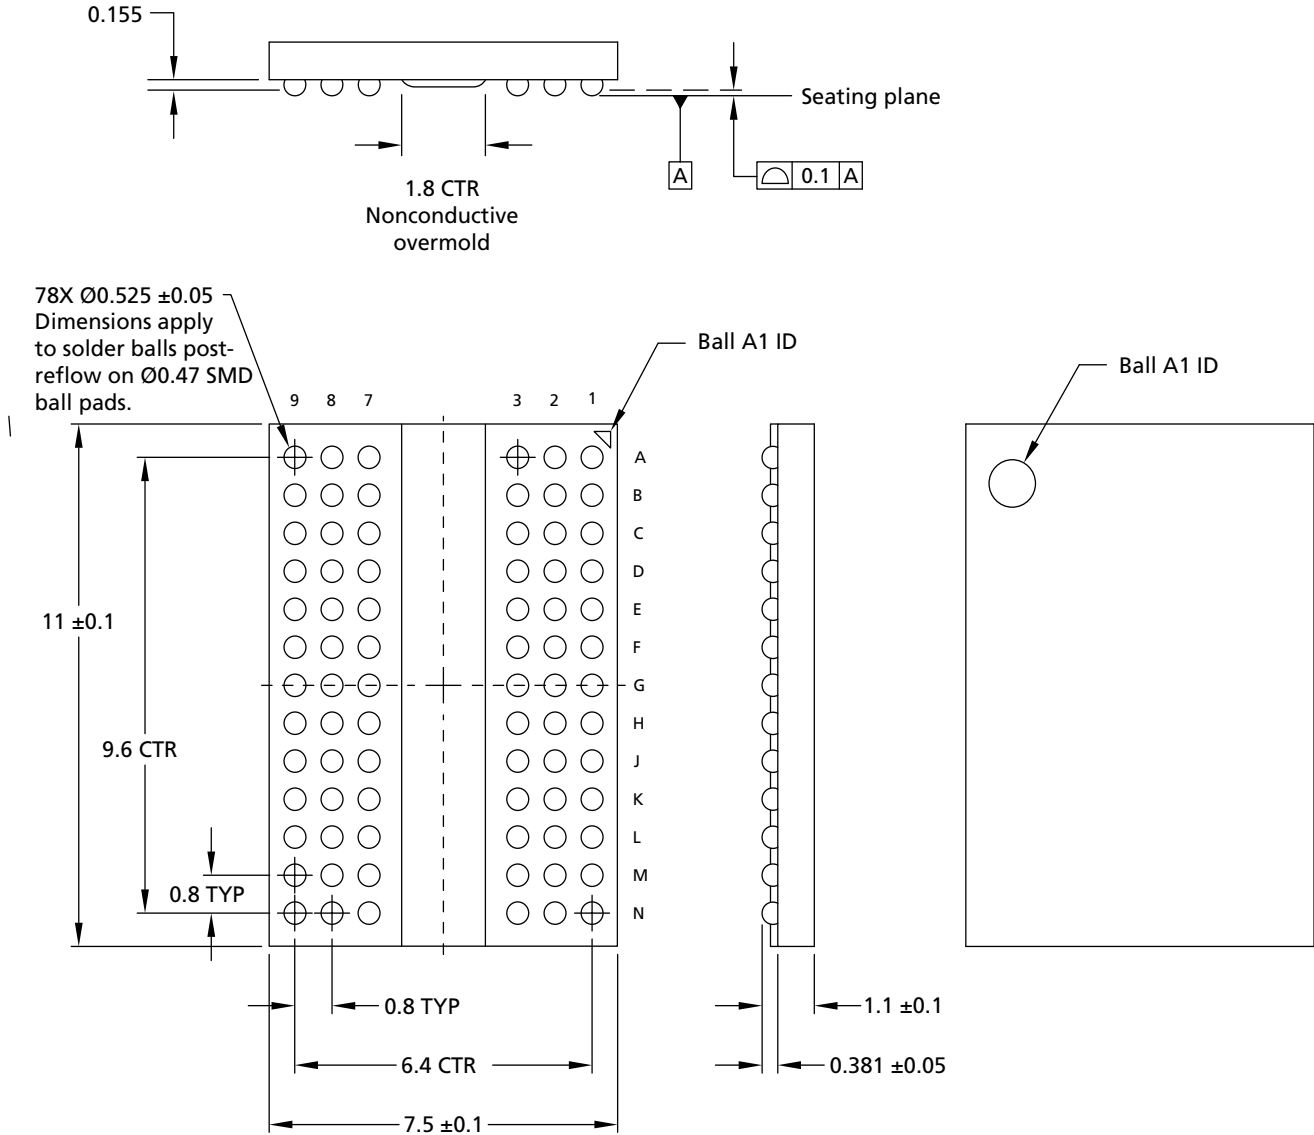 0.155
Seating plane
A
0.1 A
1.8 CTR
Nonconductive
overmold
78X Ø0.525 ±0.05
Dimensions apply
to solder balls post-
reflow on Ø0.47 SMD
ball pads.
Ball A1 ID
Ball A1 ID
9 8 7 3 2 1
A
B
C
D
E
F
G
H
J
K
L
M
N
11 ±0.1
9.6 CTR
0.8 TYP
0.8 TYP
1.1 ±0.1
6.4 CTR
0.381 ±0.05
7.5 ±0.1